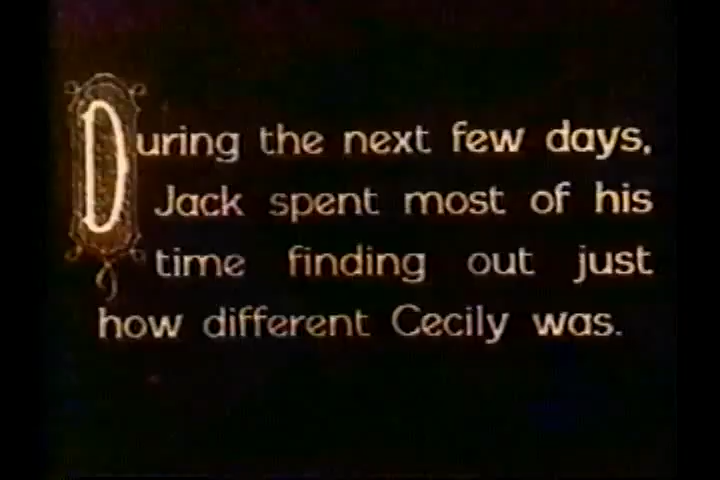 During the next few days,
Jack spent most of his
time finding out just
how different Cecily was.